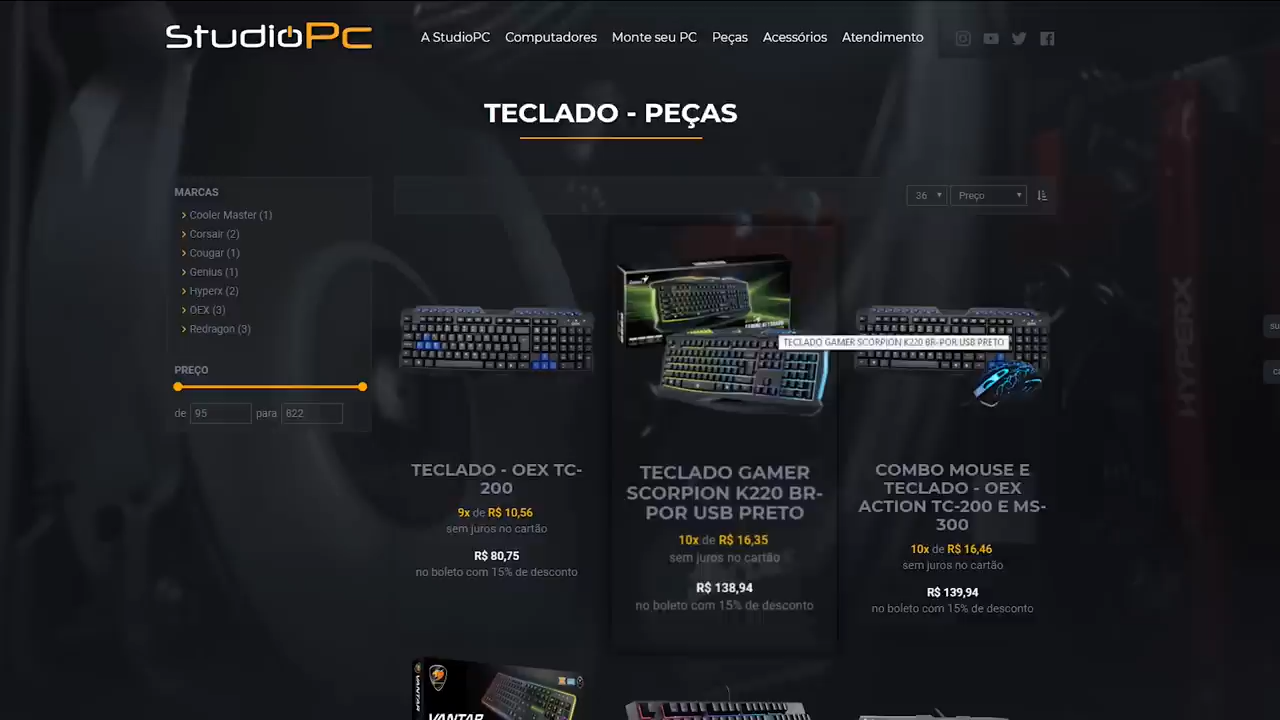 StudioPc
A StudioPC Computadores Monte seu PC Peças Acessórios Atendimento
TECLADO - PEÇAS
MARCAS
Cooler Master (1)
Corsair (2)
Cougar (1)
Genius (1)
Hyperx (2)
OEX (3)
Redragon (3)
PREÇO
de 95 para 822
36 Preço
TECLADO GAMER SCORPION K220 BR-POR USB PRETO
TECLADO - OEX TC-
200
9x de R$ 10,56
sem juros no cartão
R$ 80,75
no boleto com 15% de desconto
TECLADO GAMER
SCORPION K220 BR-
POR USB PRETO
10x de R$ 16,35
sem juros no cartão
R$ 138,94
no boleto com 15% de desconto
COMBO MOUSE E
TECLADO - OEX
ACTION TC-200 E MS-
300
10x de R$ 16,46
sem juros no cartão
R$ 139,94
no boleto com 15% de desconto
HYPERX
su
ca
VANTAR
VANTAR